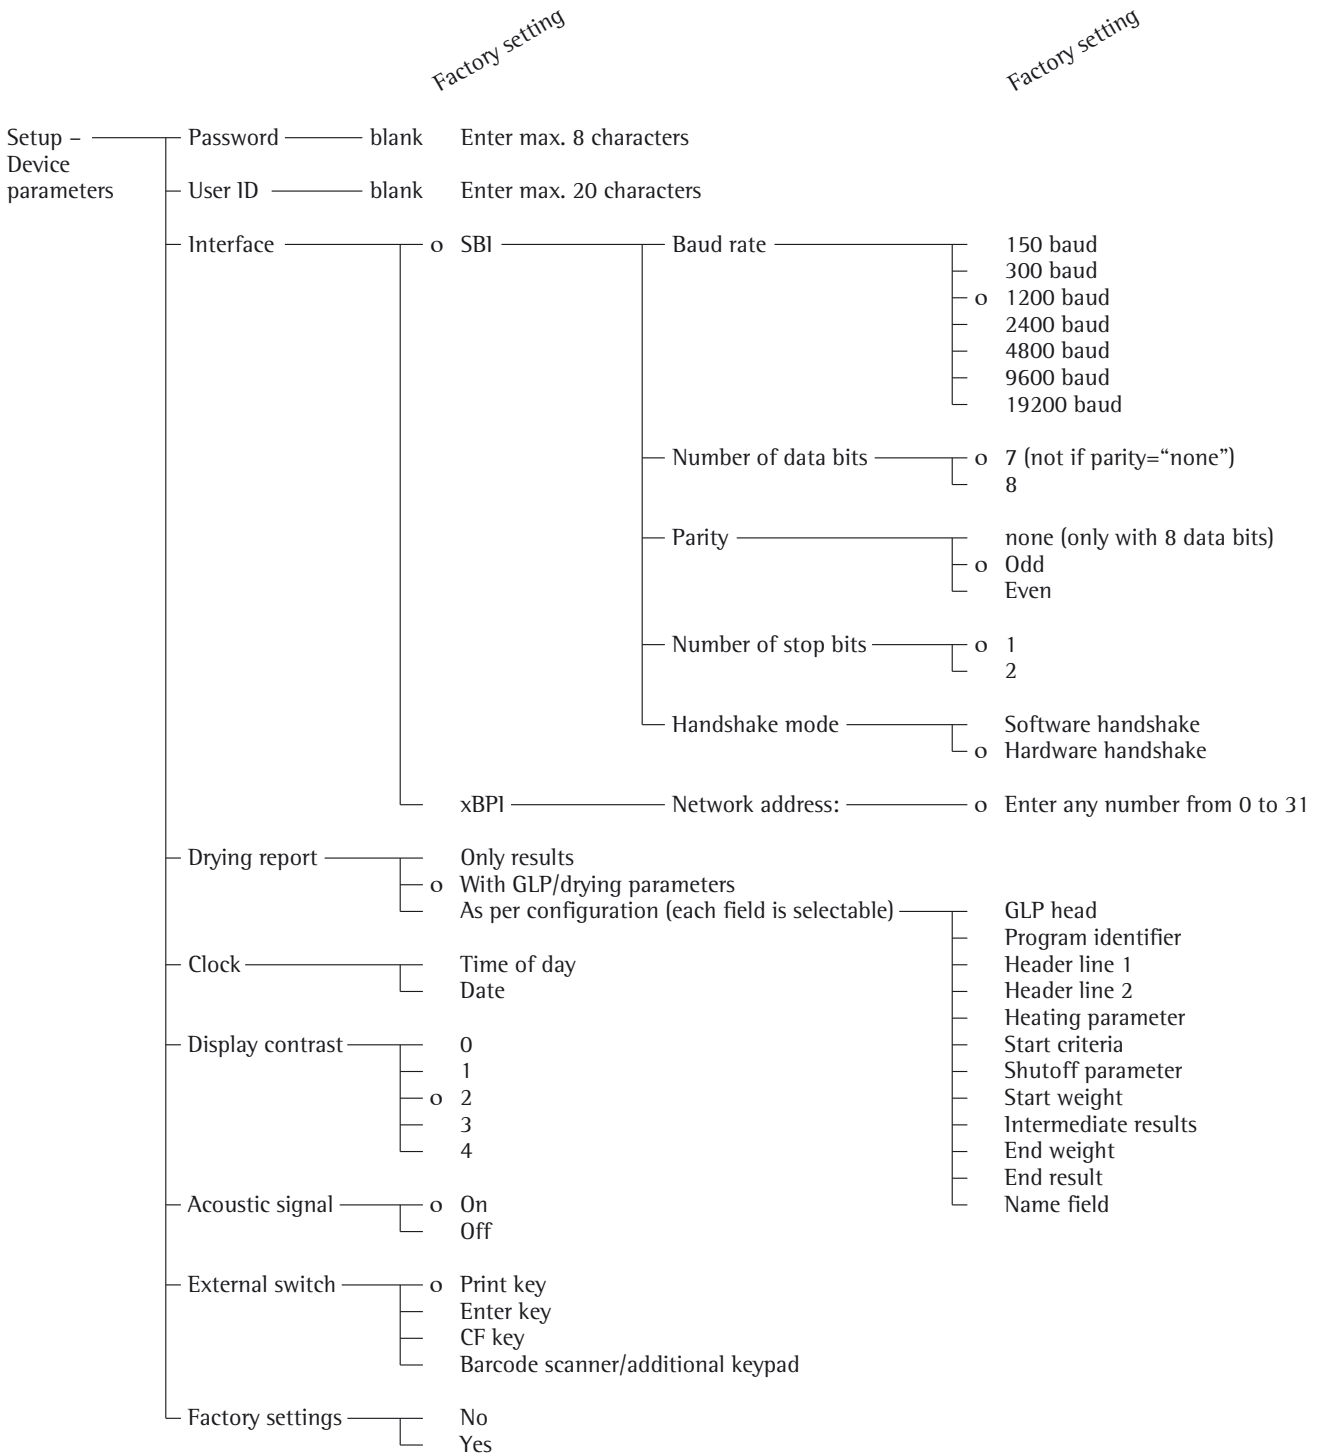 Factory setting Factory setting
Setup – Password blank Enter max. 8 characters
Device
parameters User ID blank Enter max. 20 characters
Interface o SBI Baud rate 150 baud
300 baud
o 1200 baud
2400 baud
4800 baud
9600 baud
19200 baud
Number of data bits o 7 (not if parity=“none”)
8
Parity none (only with 8 data bits)
o Odd
Even
Number of stop bits o 1
2
Handshake mode Software handshake
o Hardware handshake
xBPI Network address: o Enter any number from 0 to 31
Drying report Only results
o With GLP/drying parameters
As per configuration (each field is selectable) GLP head
Program identifier
Clock Time of day Header line 1
Date Header line 2
Heating parameter
Display contrast 0 Start criteria
1 Shutoff parameter
o 2 Start weight
3 Intermediate results
4 End weight
End result
Acoustic signal o On Name field
Off
External switch o Print key
Enter key
CF key
Barcode scanner/additional keypad
Factory settings No
Yes